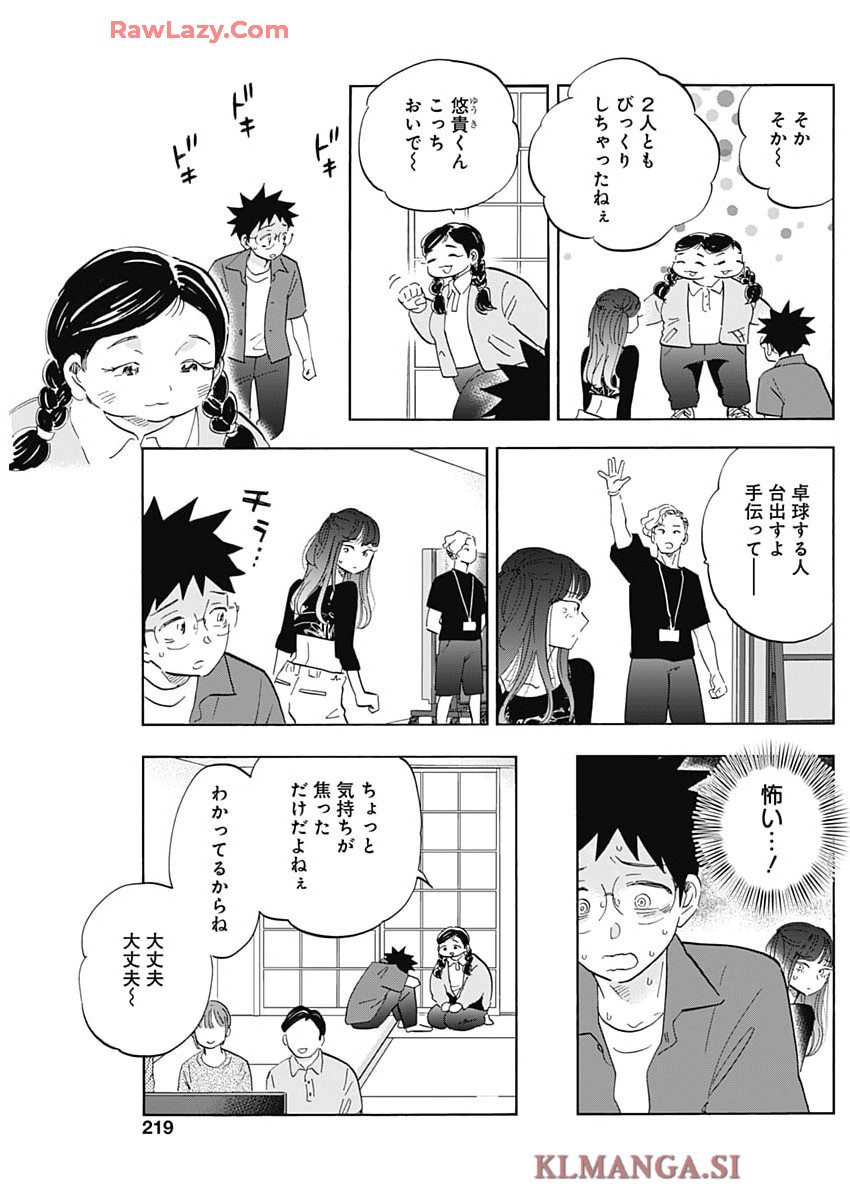 RawLazy.Com
そか
そか～
2人とも
びっくり
しちゃったねぇ
悠貴くん
ゆうき
こっち
おいで～
ドキ
ドキ
ドキ
卓球する人
台出すよ
手伝って──
チラ…
怖い…！
ちょっと
気持ちが
焦った
だけだよねぇ
わかってるからね
大丈夫
大丈夫～
219
KLMANGA.SI